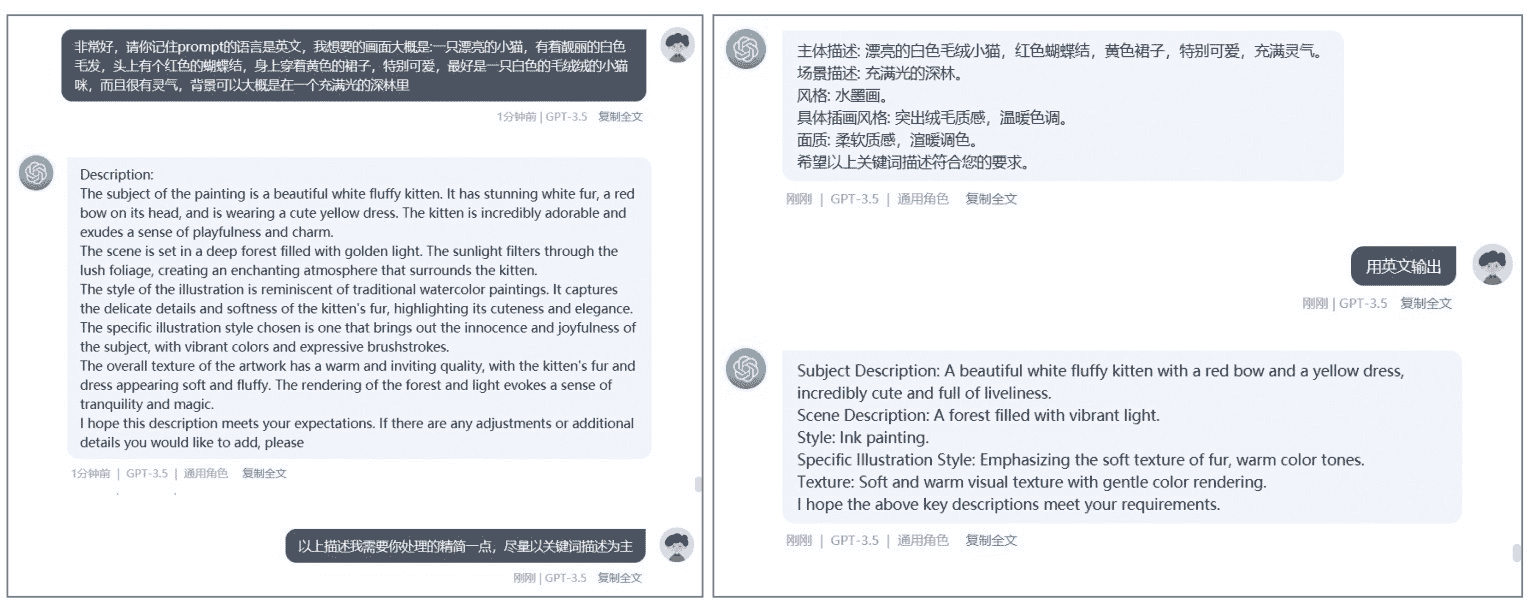 非常好，请你记住prompt的语言是英文，我想要的画面大概是:一只漂亮的小猫，有着靓丽的白色
毛发，头上有个红色的蝴蝶结，身上穿着黄色的裙子，特别可爱，最好是一只白色的毛绒绒的小猫
咪，而且很有灵气，背景可以大概是在一个充满光的深林里
1分钟前 | GPT-3.5 复制全文
Description:
The subject of the painting is a beautiful white fluffy kitten. It has stunning white fur, a red
bow on its head, and is wearing a cute yellow dress. The kitten is incredibly adorable and
exudes a sense of playfulness and charm.
The scene is set in a deep forest filled with golden light. The sunlight filters through the
lush foliage, creating an enchanting atmosphere that surrounds the kitten.
The style of the illustration is reminiscent of traditional watercolor paintings. It captures
the delicate details and softness of the kitten's fur, highlighting its cuteness and elegance.
The specific illustration style chosen is one that brings out the innocence and joyfulness of
the subject, with vibrant colors and expressive brushstrokes.
The overall texture of the artwork has a warm and inviting quality, with the kitten's fur and
dress appearing soft and fluffy. The rendering of the forest and light evokes a sense of
tranquility and magic.
I hope this description meets your expectations. If there are any adjustments or additional
details you would like to add, please
1分钟前 | GPT-3.5 | 通用角色 复制全文
以上描述我需要你处理的精简一点，尽量以关键词描述为主
刚刚 | GPT-3.5 复制全文
主体描述: 漂亮的白色毛绒小猫，红色蝴蝶结，黄色裙子，特别可爱，充满灵气。
场景描述: 充满光的深林。
风格: 水墨画。
具体插画风格: 突出绒毛质感，温暖色调。
面质: 柔软质感，渲暖调色。
希望以上关键词描述符合您的要求。
刚刚 | GPT-3.5 | 通用角色 复制全文
用英文输出
刚刚 | GPT-3.5 复制全文
Subject Description: A beautiful white fluffy kitten with a red bow and a yellow dress,
incredibly cute and full of liveliness.
Scene Description: A forest filled with vibrant light.
Style: Ink painting.
Specific Illustration Style: Emphasizing the soft texture of fur, warm color tones.
Texture: Soft and warm visual texture with gentle color rendering.
I hope the above key descriptions meet your requirements.
刚刚 | GPT-3.5 | 通用角色 复制全文